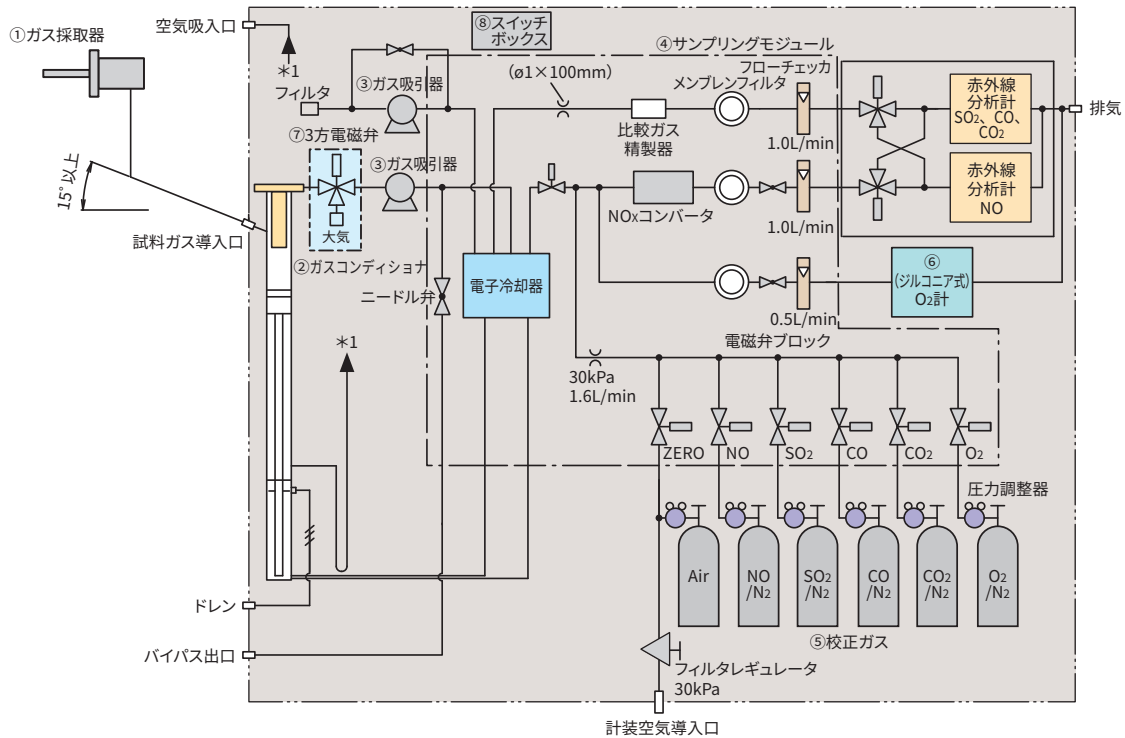 空気吸入口
①ガス採取器
⑧スイッチ
ボックス
④サンプリングモジュール
＊1
フィルタ
③ガス吸引器
(ø1×100mm)
メンブレンフィルタ
フローチェッカ
赤外線
分析計
SO2、CO、
CO2
排気
比較ガス
精製器
1.0L/min
⑦3方電磁弁
③ガス吸引器
15°以上
大気
NOxコンバータ
1.0L/min
赤外線
分析計
NO
試料ガス導入口
②ガスコンディショナ
ニードル弁
電子冷却器
⑥
(ジルコニア式)
O2計
0.5L/min
＊1
電磁弁ブロック
30kPa
1.6L/min
ZERO
NO
SO2
CO
CO2
O2
圧力調整器
Air
NO
/N2
SO2
/N2
CO
/N2
CO2
/N2
O2
/N2
ドレン
⑤校正ガス
バイパス出口
フィルタレギュレータ
30kPa
計装空気導入口